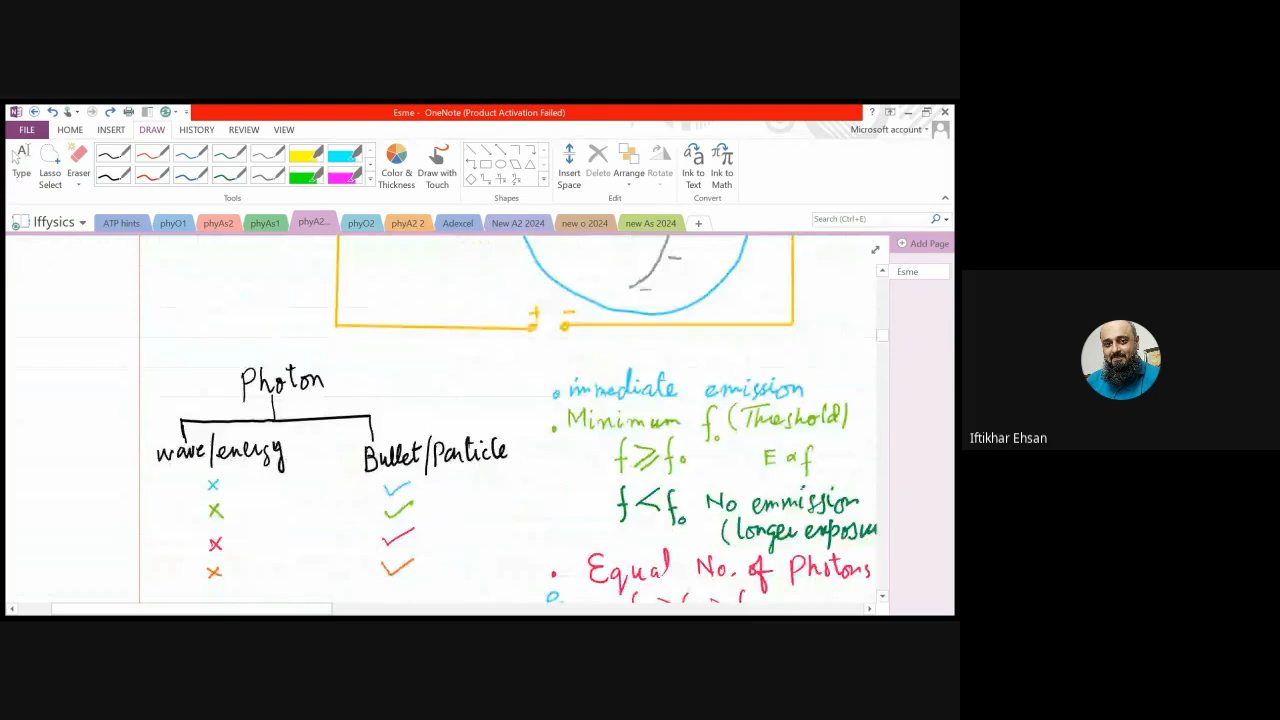 Esme - OneNote (Product Activation Failed)
FILE HOME INSERT DRAW HISTORY REVIEW VIEW
Microsoft account
Type Lasso Select Eraser Color & Thickness Draw with Touch Insert Space Delete Arrange Rotate Ink to Text Ink to Math
Tools Shapes Edit Convert
Iffysics ATP hints phyO1 phyAs2 phyAs1 phyA2... phyO2 phyA2 2 Adexcel New A2 2024 new o 2024 new As 2024
Search (Ctrl+E)
Add Page
Esme
+ −
Photon
wave/energy Bullet/Particle
× ✓
× ✓
× ✓
× ✓
• immediate emission
• Minimum f₀ (Threshold)
f ⩾ f₀ E ∝ f
f < f₀ No emmission
(longer exposu
• Equal No. of Photons
Iftikhar Ehsan